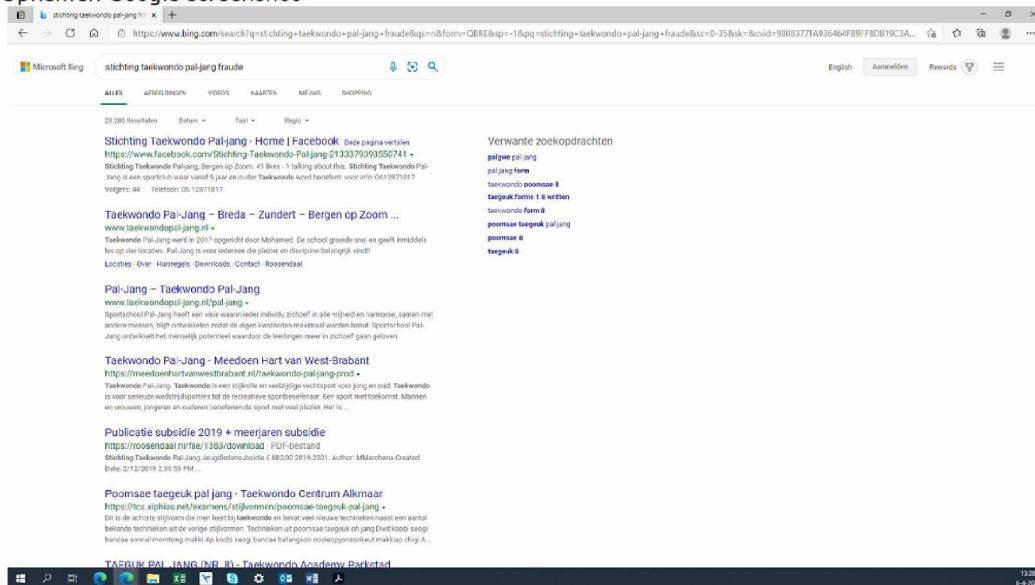 stichting taekwondo pal-jang fr
https://www.bing.com/search?q=stichting+taekwondo+pal-jang+fraude&qs=n&form=QBRE&sp=-1&pq=stichting+taekwondo+pal-jang+fraude&sc=0-35&sk=&cvid=9808377FA936464FB9FF8DB19C3A...
Microsoft Bing
stichting taekwondo pal-jang fraude
English
Aanmelden
Rewards
ALLES
AFBEELDINGEN
VIDEO'S
KAARTEN
NIEUWS
SHOPPING
20.200 Resultaten
Datum
Taal
Regio
Stichting Taekwondo Pal-jang - Home | Facebook Deze pagina vertalen
https://www.facebook.com/Stichting-Taekwondo-Pal-jang-2133379393550741
Stichting Taekwondo Pal-jang, Bergen op Zoom. 41 likes · 1 talking about this. Stichting Taekwondo Pal-
Jang is een sportclub waar vanaf 5 jaar en ouder Taekwondo word beoefent. voor info: 0612871817
Volgers: 44 Telefoon: 06 12871817
Taekwondo Pal-Jang – Breda – Zundert – Bergen op Zoom ...
www.taekwondopal-jang.nl
Taekwondo Pal-Jang werd in 2017 opgericht door Mohamed. De school groeide snel en geeft inmiddels
les op vier locaties. Pal-Jang is voor iedereen die plezier en discipline belangrijk vindt!
Locaties · Over · Huisregels · Downloads · Contact · Roosendaal
Pal-Jang – Taekwondo Pal-Jang
www.taekwondopal-jang.nl/pal-jang
Sportschool Pal-Jang heeft een visie waarin ieder individu zichzelf in alle vrijheid en harmonie, samen met
andere mensen, blijft ontwikkelen zodat de eigen kwaliteiten maximaal worden benut. Sportschool Pal-
Jang ontwikkelt het menselijk potentieel waardoor de leerlingen meer in zichzelf gaan geloven.
Taekwondo Pal-Jang - Meedoen Hart van West-Brabant
https://meedoenhartvanwestbrabant.nl/taekwondo-pal-jang-prod
Taekwondo Pal-Jang. Taekwondo is een stijlvolle en veelzijdige vechtsport voor jong en oud. Taekwondo
is voor serieuze wedstrijdsporters tot de recreatieve sportbeoefenaar. Een sport met toekomst. Mannen
en vrouwen, jongeren en ouderen beoefenen de sport met veel plezier. Het is ...
Publicatie subsidie 2019 + meerjaren subsidie
https://roosendaal.nl/file/1383/download · PDF-bestand
Stichting Taekwondo Pal-Jang Jeugdledensubsidie € 882,00 2019-2021. Author: MMarchena Created
Date: 2/12/2019 2:38:55 PM ...
Poomsae taegeuk pal jang - Taekwondo Centrum Alkmaar
https://tca.xiphias.net/examens/stijlvormen/poomsae-taegeuk-pal-jang
Dit is de achtste stijlvorm die men leert bij taekwondo en bevat veel nieuwe technieken naast een aantal
bekende technieken uit de vorige stijlvormen. Technieken uit poomsae taegeuk oh jang Dwit koobi seogi
bandae sonnal momtong makki Ap koobi seogi bandae
TAEGUK PAL JANG (NR. 8) - Taekwondo Academy Parkstad
Verwante zoekopdrachten
palgwe pal jang
pal jang form
taekwondo poomsae 8
taegeuk forms 1 8 written
taekwondo form 8
poomsae taegeuk pal jang
poomsae 8
taegeuk 8